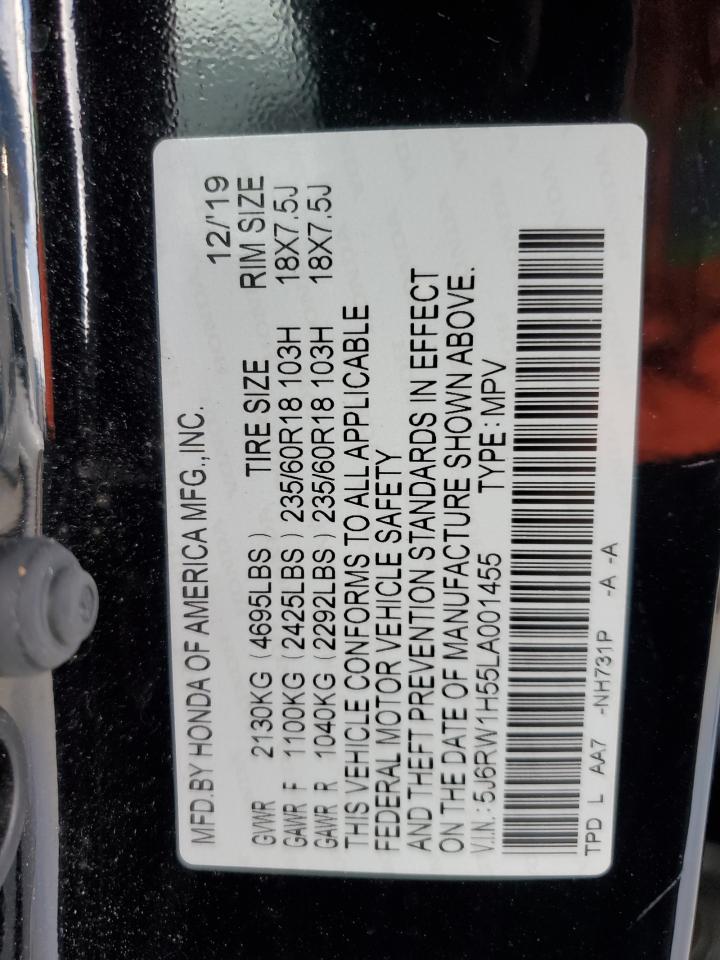 MFD.BY HONDA OF AMERICA MFG.,INC. 12/'19
GVWR 2130KG (4695LBS) TIRE SIZE RIM SIZE
GAWR F 1100KG (2425LBS) 235/60R18 103H 18X7.5J
GAWR R 1040KG (2292LBS) 235/60R18 103H 18X7.5J
THIS VEHICLE CONFORMS TO ALL APPLICABLE
FEDERAL MOTOR VEHICLE SAFETY
AND THEFT PREVENTION STANDARDS IN EFFECT
ON THE DATE OF MANUFACTURE SHOWN ABOVE.
V.I.N.: 5J6RW1H55LA001455 TYPE : MPV
TPD L AA7 -NH731P -A -A